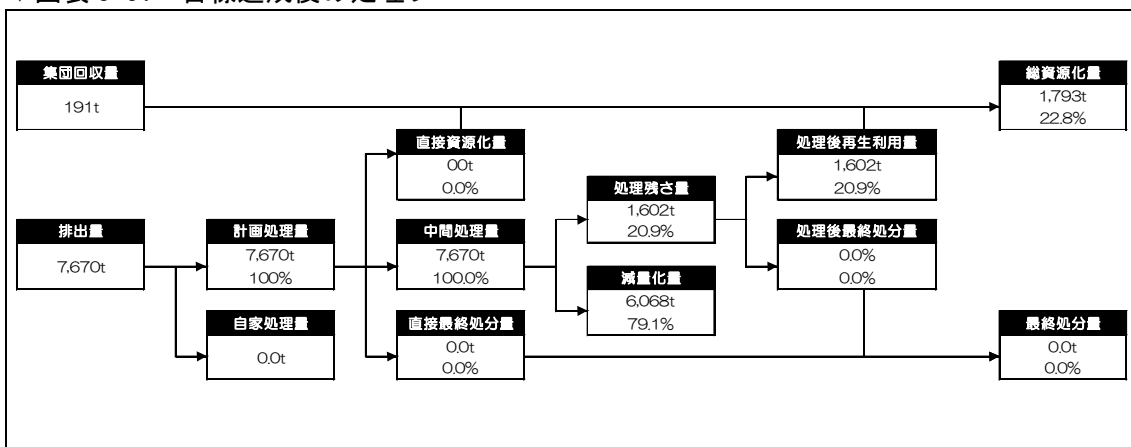 集団回収量
191t
総資源化量
1,793t
22.8%
直接資源化量
00t
0.0%
処理後再生利用量
1,602t
20.9%
処理残さ量
1,602t
20.9%
排出量
7,670t
計画処理量
7,670t
100%
中間処理量
7,670t
100.0%
処理後最終処分量
0.0%
0.0%
減量化量
6,068t
79.1%
自家処理量
0.0t
直接最終処分量
0.0t
0.0%
最終処分量
0.0t
0.0%